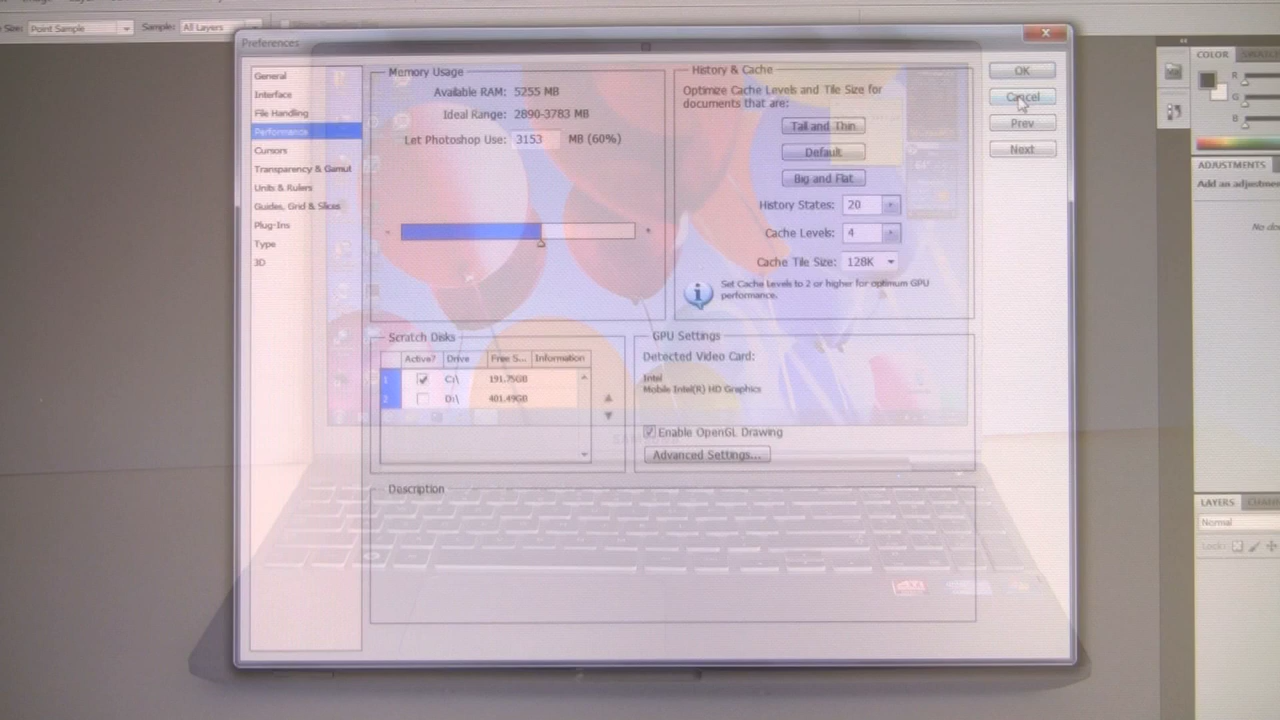 Size: Point Sample
Sample: All Layers
Preferences
General
Interface
File Handling
Performance
Cursors
Transparency & Gamut
Units & Rulers
Guides, Grid & Slices
Plug-Ins
Type
3D
Memory Usage
Available RAM: 5255 MB
Ideal Range: 2890-3783 MB
Let Photoshop Use: 3153 MB (60%)
History & Cache
Optimize Cache Levels and Tile Size for
documents that are:
Tall and Thin
Default
Big and Flat
History States: 20
Cache Levels: 4
Cache Tile Size: 128K
Set Cache Levels to 2 or higher for optimum GPU
performance.
Scratch Disks
Active? Drive Free S... Information
1 C:\ 191.75GB
2 D:\ 401.49GB
GPU Settings
Detected Video Card:
Intel
Mobile Intel(R) HD Graphics
Enable OpenGL Drawing
Advanced Settings...
Description
OK
Cancel
Prev
Next
COLOR
R
G
B
ADJUSTMENTS
Add an adjustme
No do
LAYERS CHAN
Normal
Lock: